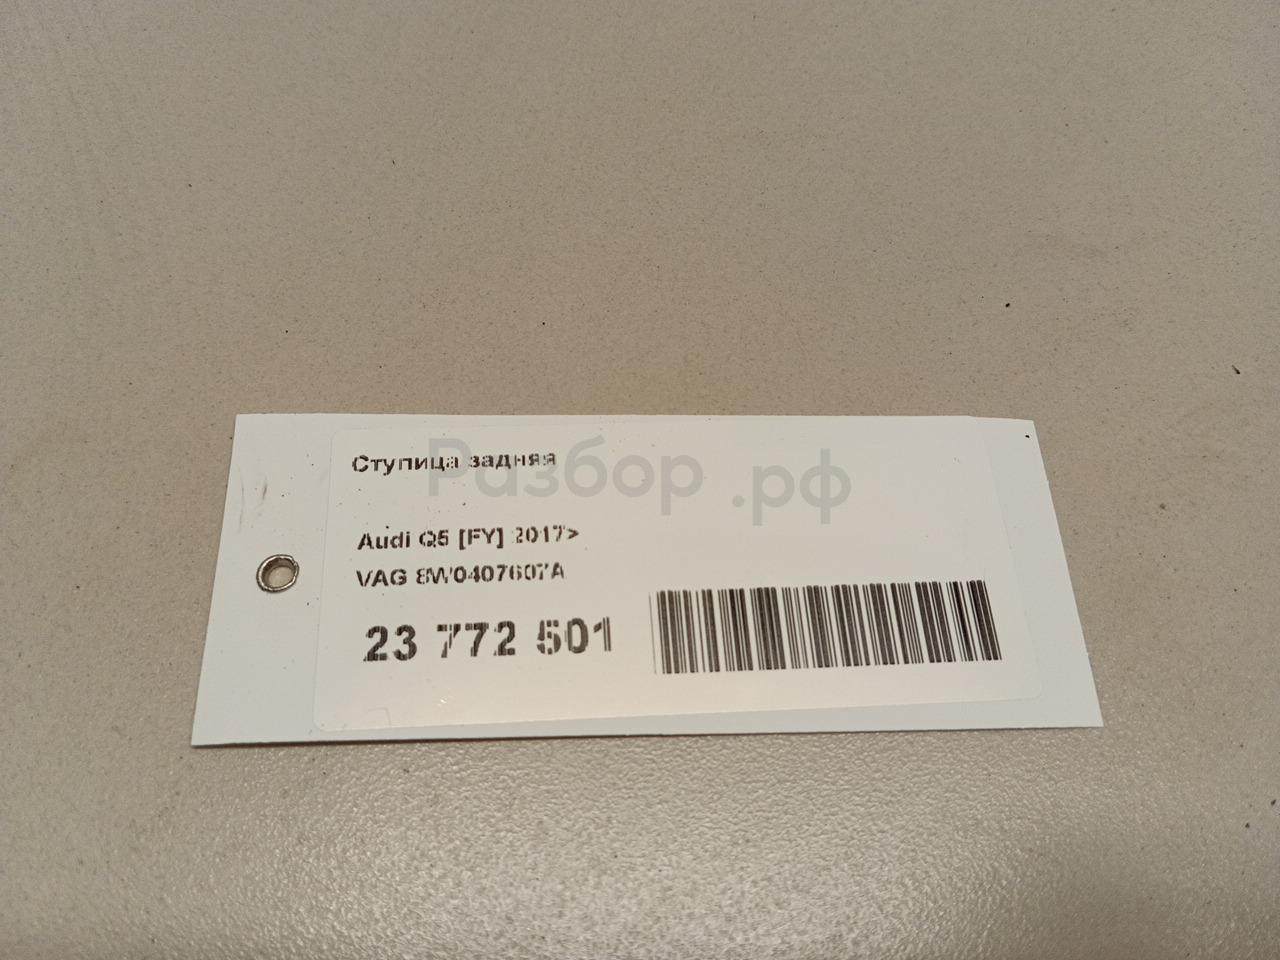 Ступица задняя
Разбор.рф
Audi Q5 [FY] 2017>
VAG 8W0407607A
23 772 501